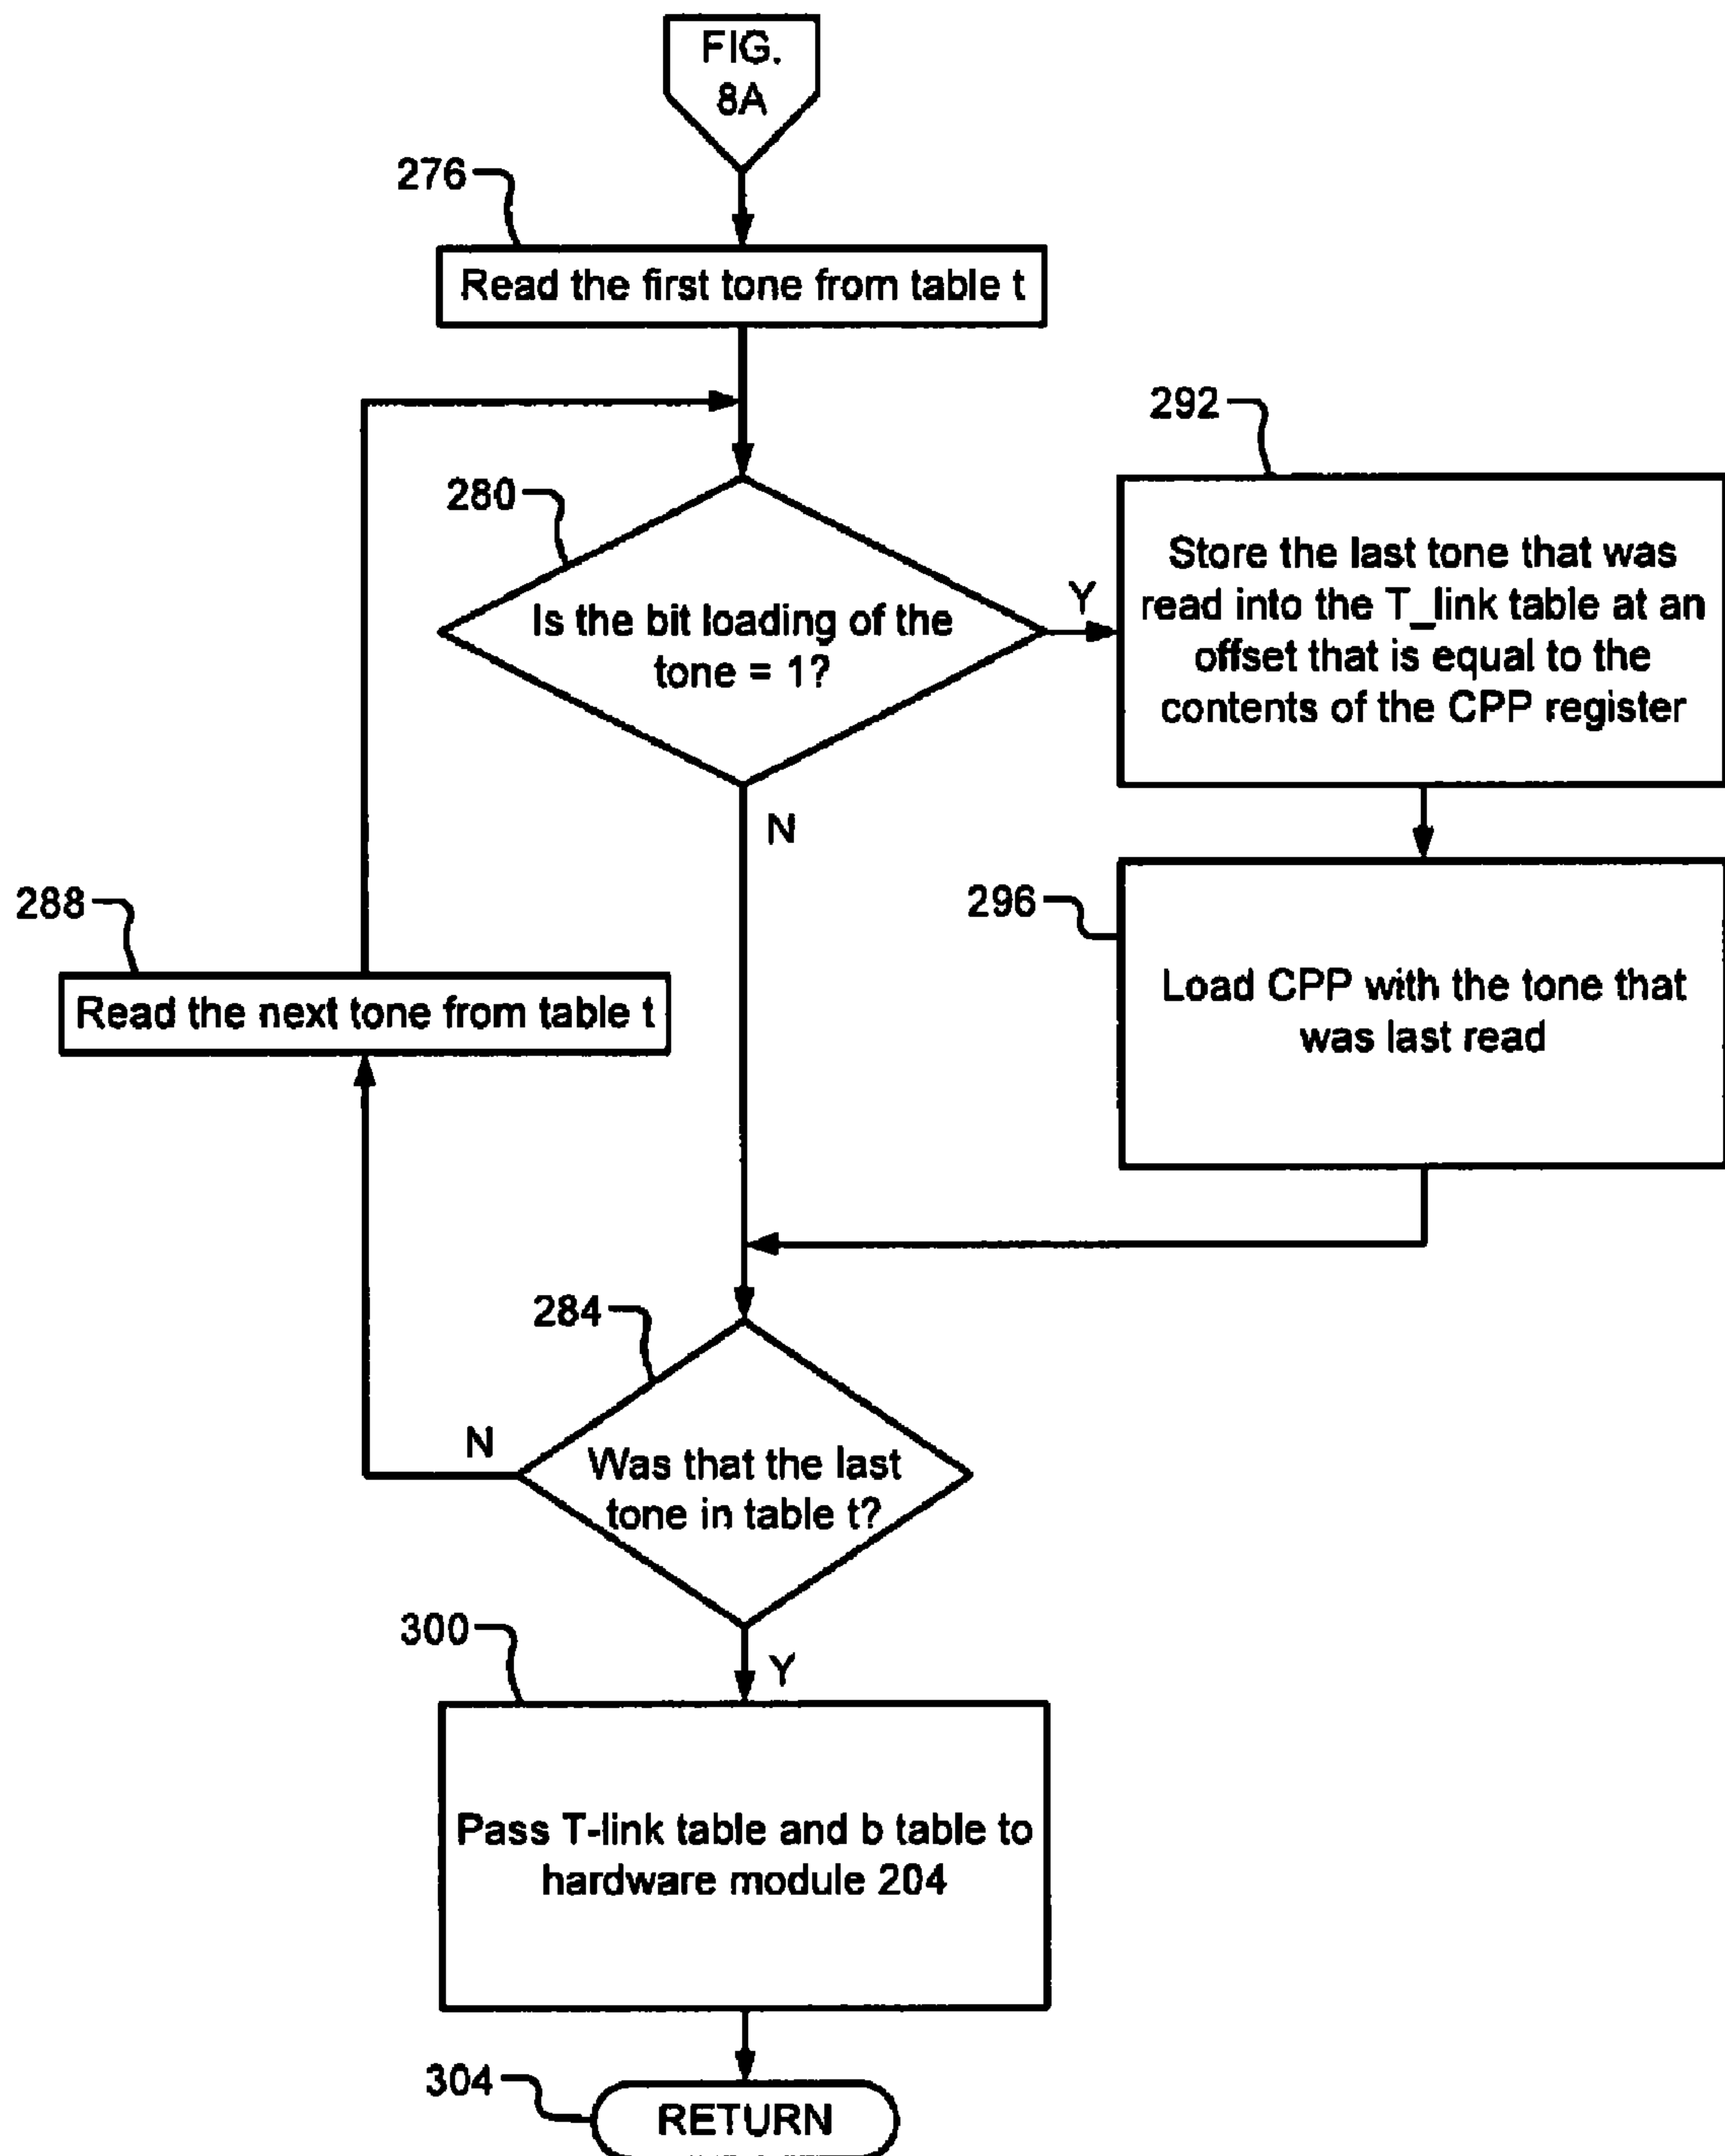 FIG.
8A
276
Read the first tone from table t
292
280
Is the bit loading of the
tone = 1?
Y
N
Store the last tone that was
read into the T_link table at an
offset that is equal to the
contents of the CPP register
288
Read the next tone from table t
296
Load CPP with the tone that
was last read
284
Was that the last
tone in table t?
N
Y
300
Pass T-link table and b table to
hardware module 204
304
RETURN